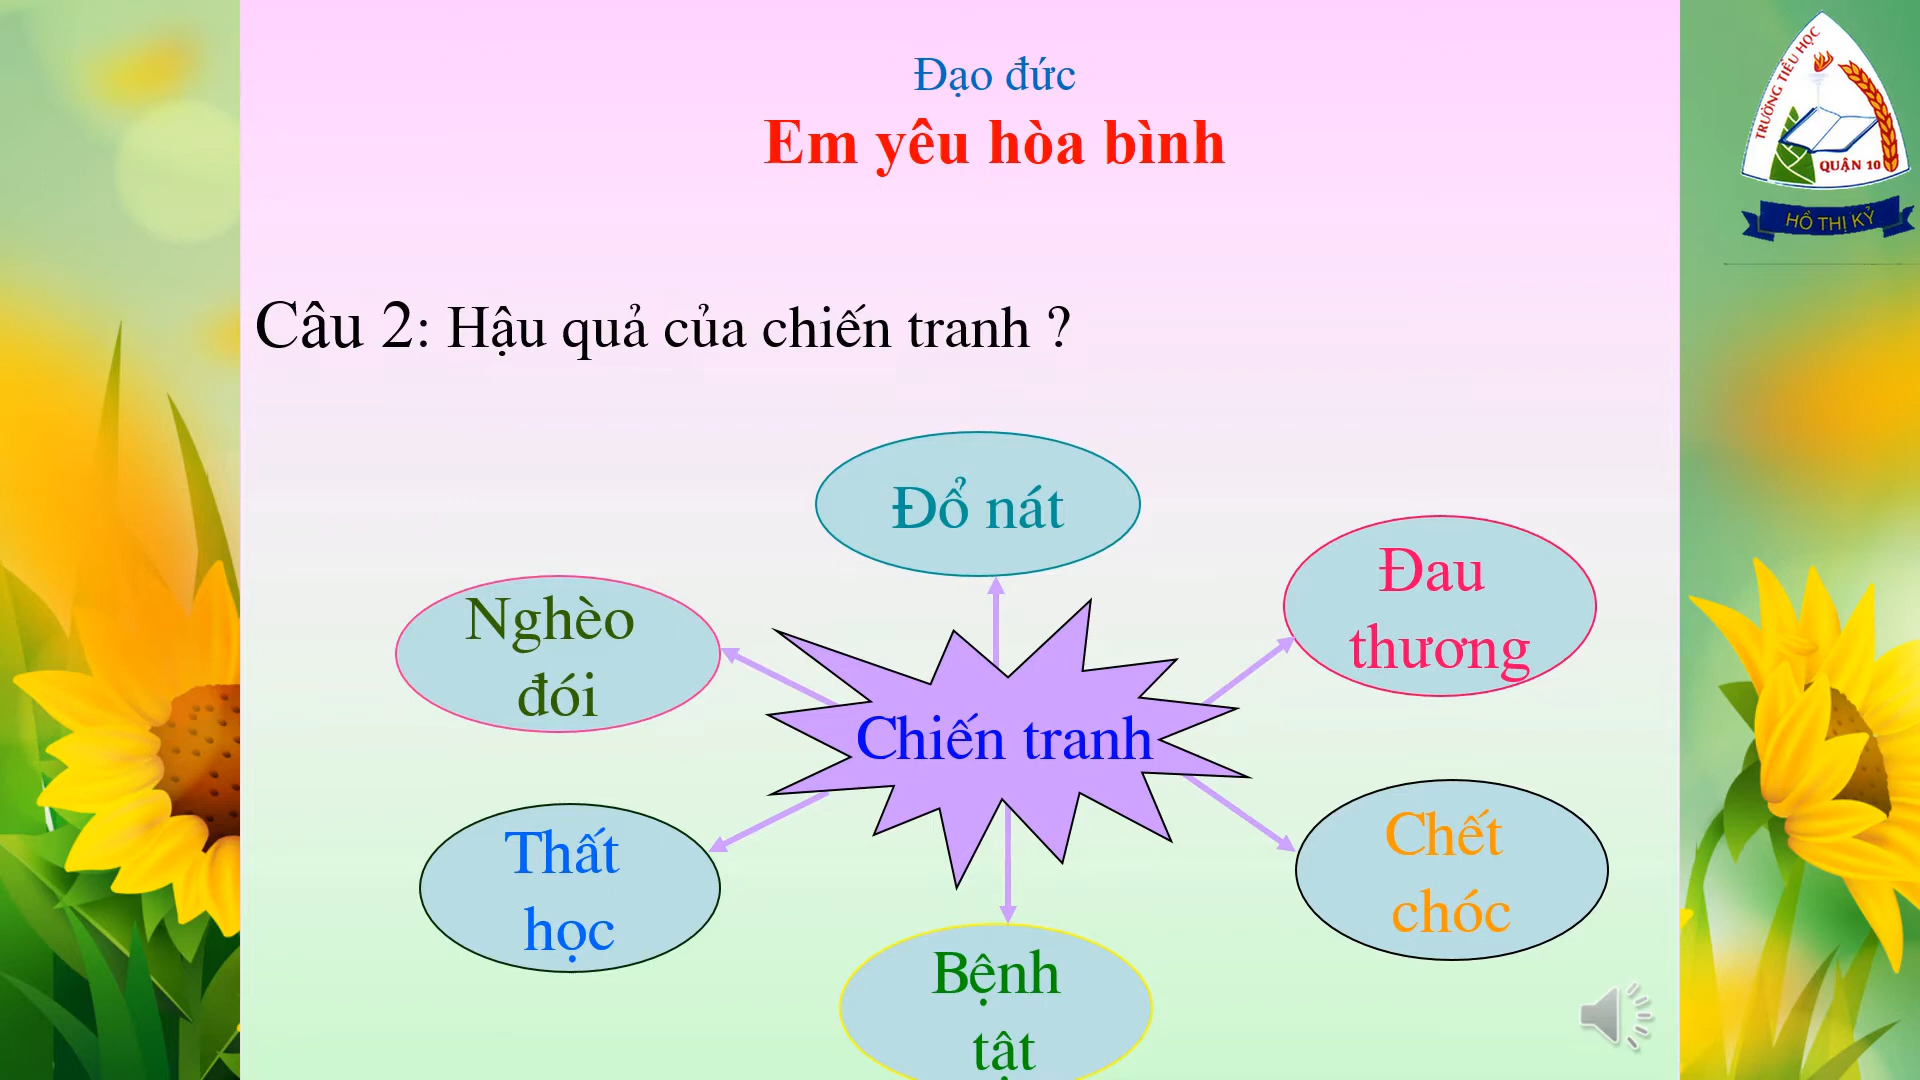 Đạo đức
Em yêu hòa bình
TRƯỜNG TIỂU HỌC
QUẬN 10
HỒ THỊ KỶ
Câu 2: Hậu quả của chiến tranh ?
Đổ nát
Đau
thương
Nghèo
đói
Chiến tranh
Thất
học
Chết
chóc
Bệnh
tật